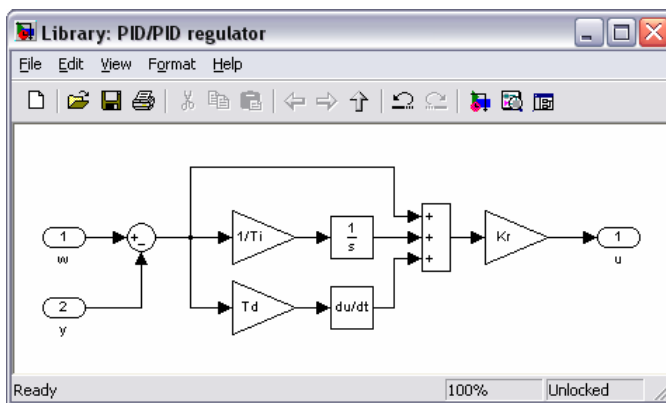 Library: PID/PID regulator
File Edit View Format Help
1
w
+
-
1/Ti
1
s
+
+
+
Kr
1
u
2
y
Td
du/dt
Ready 100% Unlocked